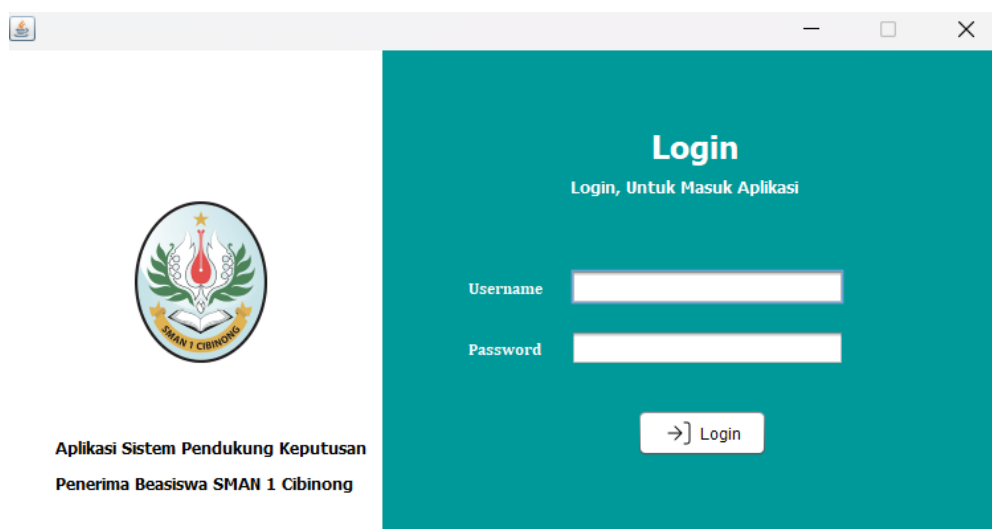 SMAN 1 CIBINONG
Aplikasi Sistem Pendukung Keputusan
Penerima Beasiswa SMAN 1 Cibinong
Login
Login, Untuk Masuk Aplikasi
Username
Password
Login